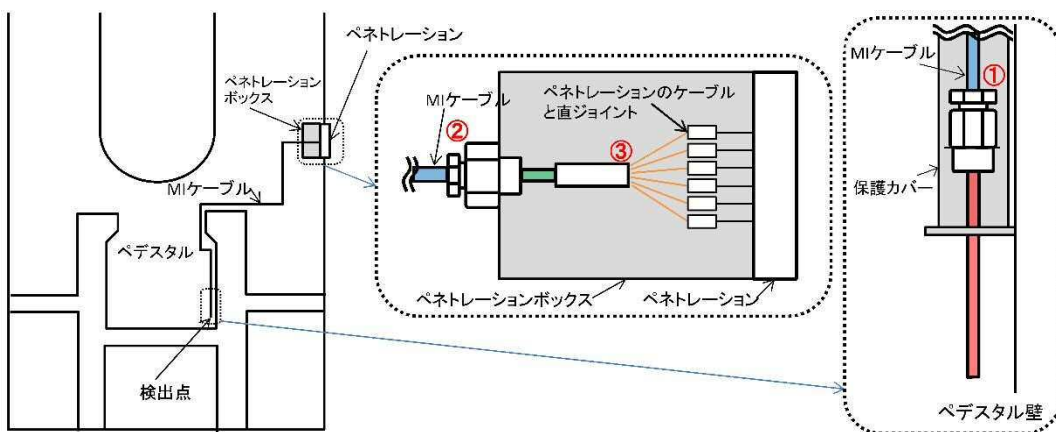 ペネトレーション
ペネトレーション
ボックス
MIケーブル
ペデスタル
検出点
ペネトレーションのケーブル
と直ジョイント
MIケーブル
②
③
ペネトレーションボックス
ペネトレーション
MIケーブル
①
保護カバー
ペデスタル壁